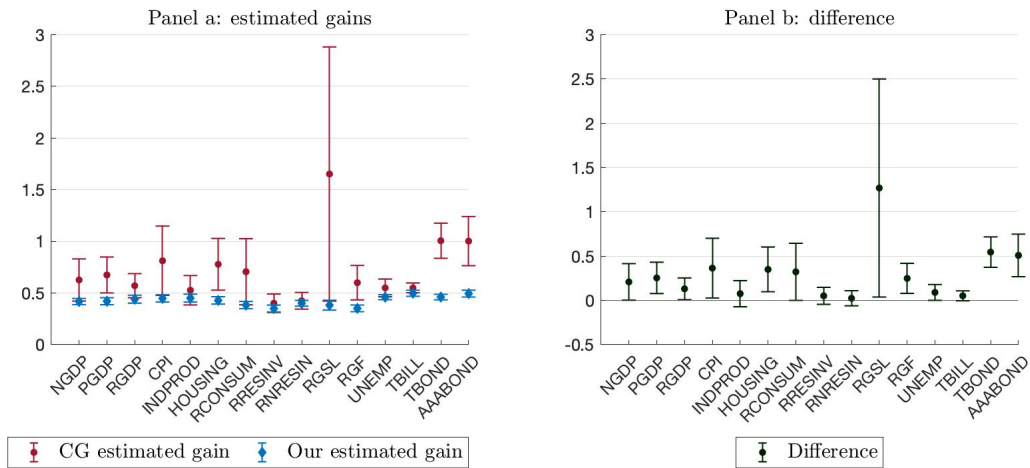 Panel a: estimated gains
3
2.5
2
1.5
1
0.5
0
NGDP
PGDP
RGDP
CPI
INDPROD
HOUSING
RCONSUM
RRESINV
RNRESIN
RGSL
RGF
UNEMP
TBILL
TBOND
AAABOND
CG estimated gain
Our estimated gain
Panel b: difference
3
2.5
2
1.5
1
0.5
0
-0.5
NGDP
PGDP
RGDP
CPI
INDPROD
HOUSING
RCONSUM
RRESINV
RNRESIN
RGSL
RGF
UNEMP
TBILL
TBOND
AAABOND
Difference